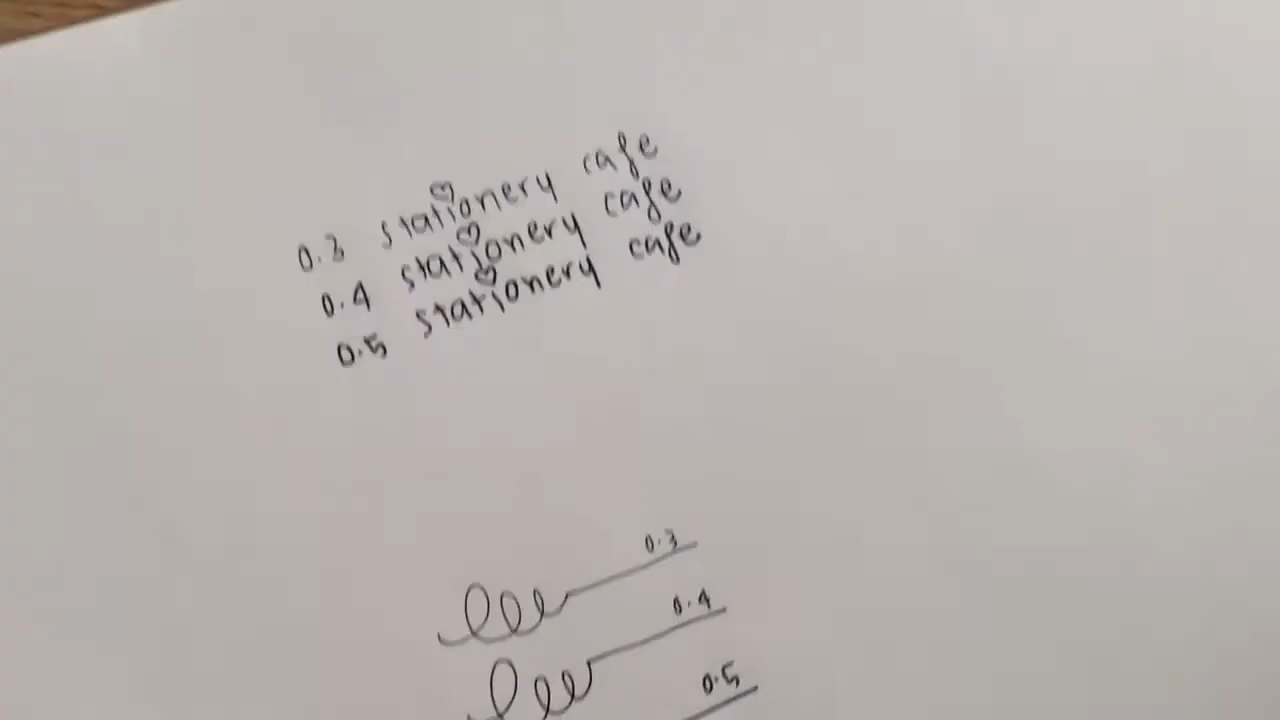 0.3 stationery cafe
0.4 stationery cafe
0.5 stationery cafe
0.3
0.4
0.5